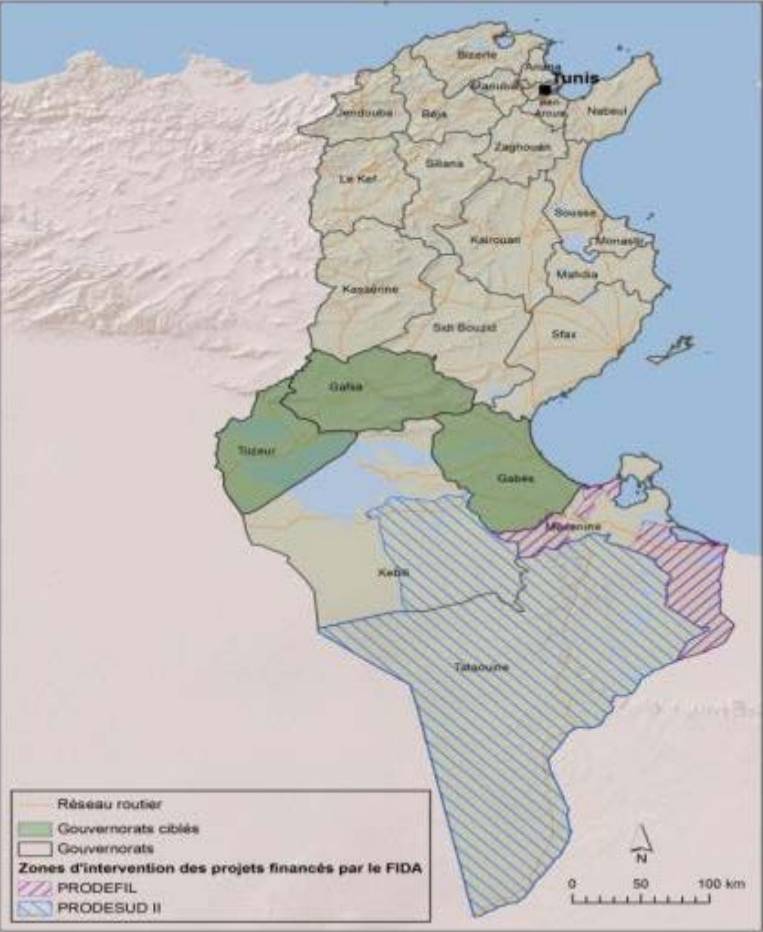 Bizerte
Ariana
Tunis
Manouba
Ben
Arous
Nabeul
Jendouba
Béja
Zaghouan
Siliana
Le Kef
Sousse
Kairouan
Monastir
Mahdia
Kassérine
Sidi Bouzid
Sfax
Gafsa
Tozeur
Gabès
Médenine
Kebili
Tataouine
Réseau routier
Gouvernorats ciblés
Gouvernorats
Zones d'intervention des projets financés par le FIDA
PRODEFIL
PRODESUD II
N
0 50 100 km